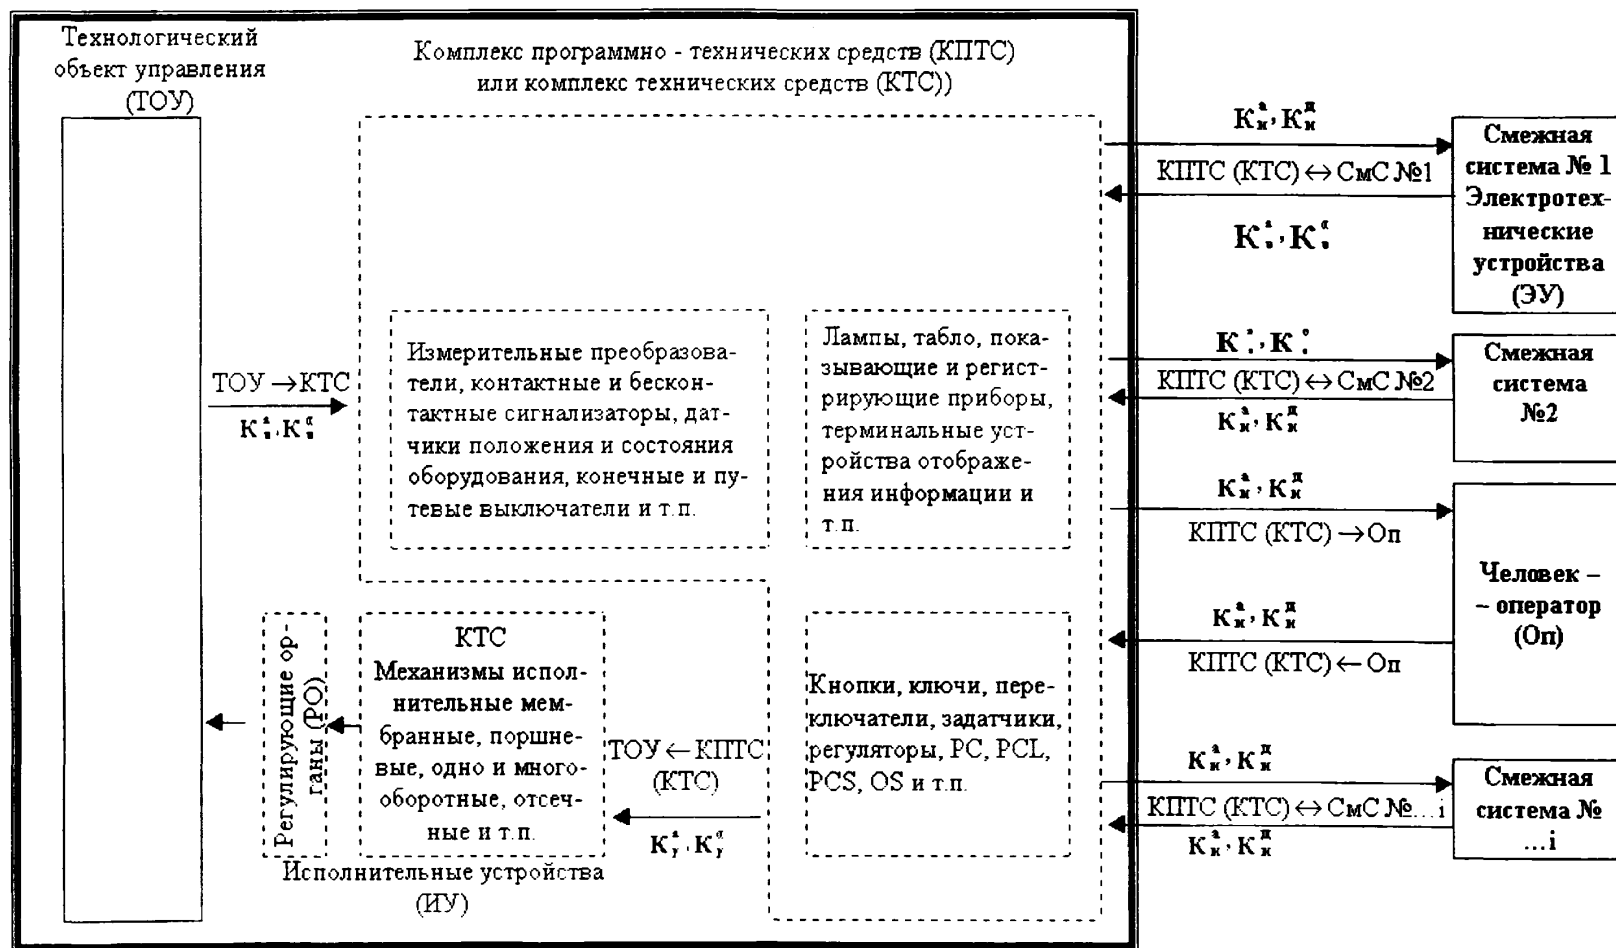 Технологический
объект управления
(ТОУ)
Комплекс программно - технических средств (КПТС)
или комплекс технических средств (КТС))
ТОУ → КТС
Измерительные преобразова-
тели, контактные и бескон-
тактные сигнализаторы, дат-
чики положения и состояния
оборудования, конечные и пу-
тевые выключатели и т.п.
Лампы, табло, пока-
зывающие и регист-
рирующие приборы,
терминальные уст-
ройства отображе-
ния информации и
т.п.
Регулирующие ор-
ганы (РО)
КТС
Механизмы испол-
нительные мем-
бранные, поршне-
вые, одно и много-
оборотные, отсеч-
ные и т.п.
Исполнительные устройства
(ИУ)
ТОУ ← КПТС
(КТС)
К у а, К у д
Кнопки, ключи, пере-
ключатели, задатчики,
регуляторы, PC, PCL,
PCS, OS и т.п.
К и а, К и д
КПТС (КТС) ↔ СмС №1
Смежная
система № 1
Электротех-
нические
устройства
(ЭУ)
КПТС (КТС) ↔ СмС №2
К и а, К и д
Смежная
система
№2
К и а, К и д
КПТС (КТС) → Оп
К и а, К и д
КПТС (КТС) ← Оп
Человек –
– оператор
(Оп)
К и а, К и д
КПТС (КТС) ↔ СмС №...i
К и а, К и д
Смежная
система №
...i